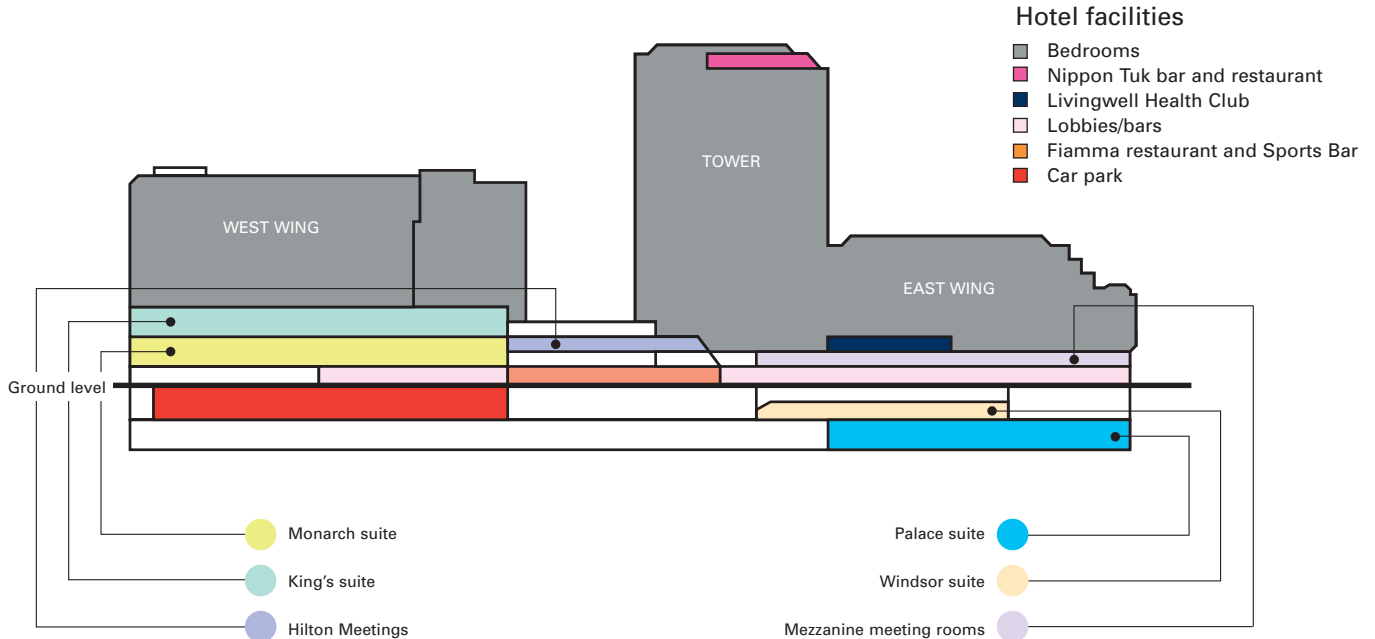 Hotel facilities
Bedrooms
Nippon Tuk bar and restaurant
Livingwell Health Club
Lobbies/bars
Fiamma restaurant and Sports Bar
Car park
TOWER
WEST WING
EAST WING
Ground level
Monarch suite
King’s suite
Hilton Meetings
Palace suite
Windsor suite
Mezzanine meeting rooms